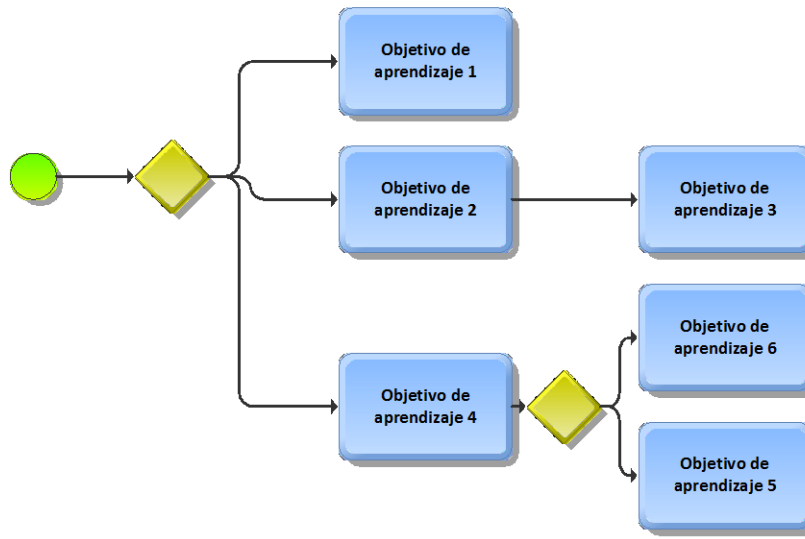 Objetivo de
aprendizaje 1
Objetivo de
aprendizaje 2
Objetivo de
aprendizaje 3
Objetivo de
aprendizaje 6
Objetivo de
aprendizaje 4
Objetivo de
aprendizaje 5